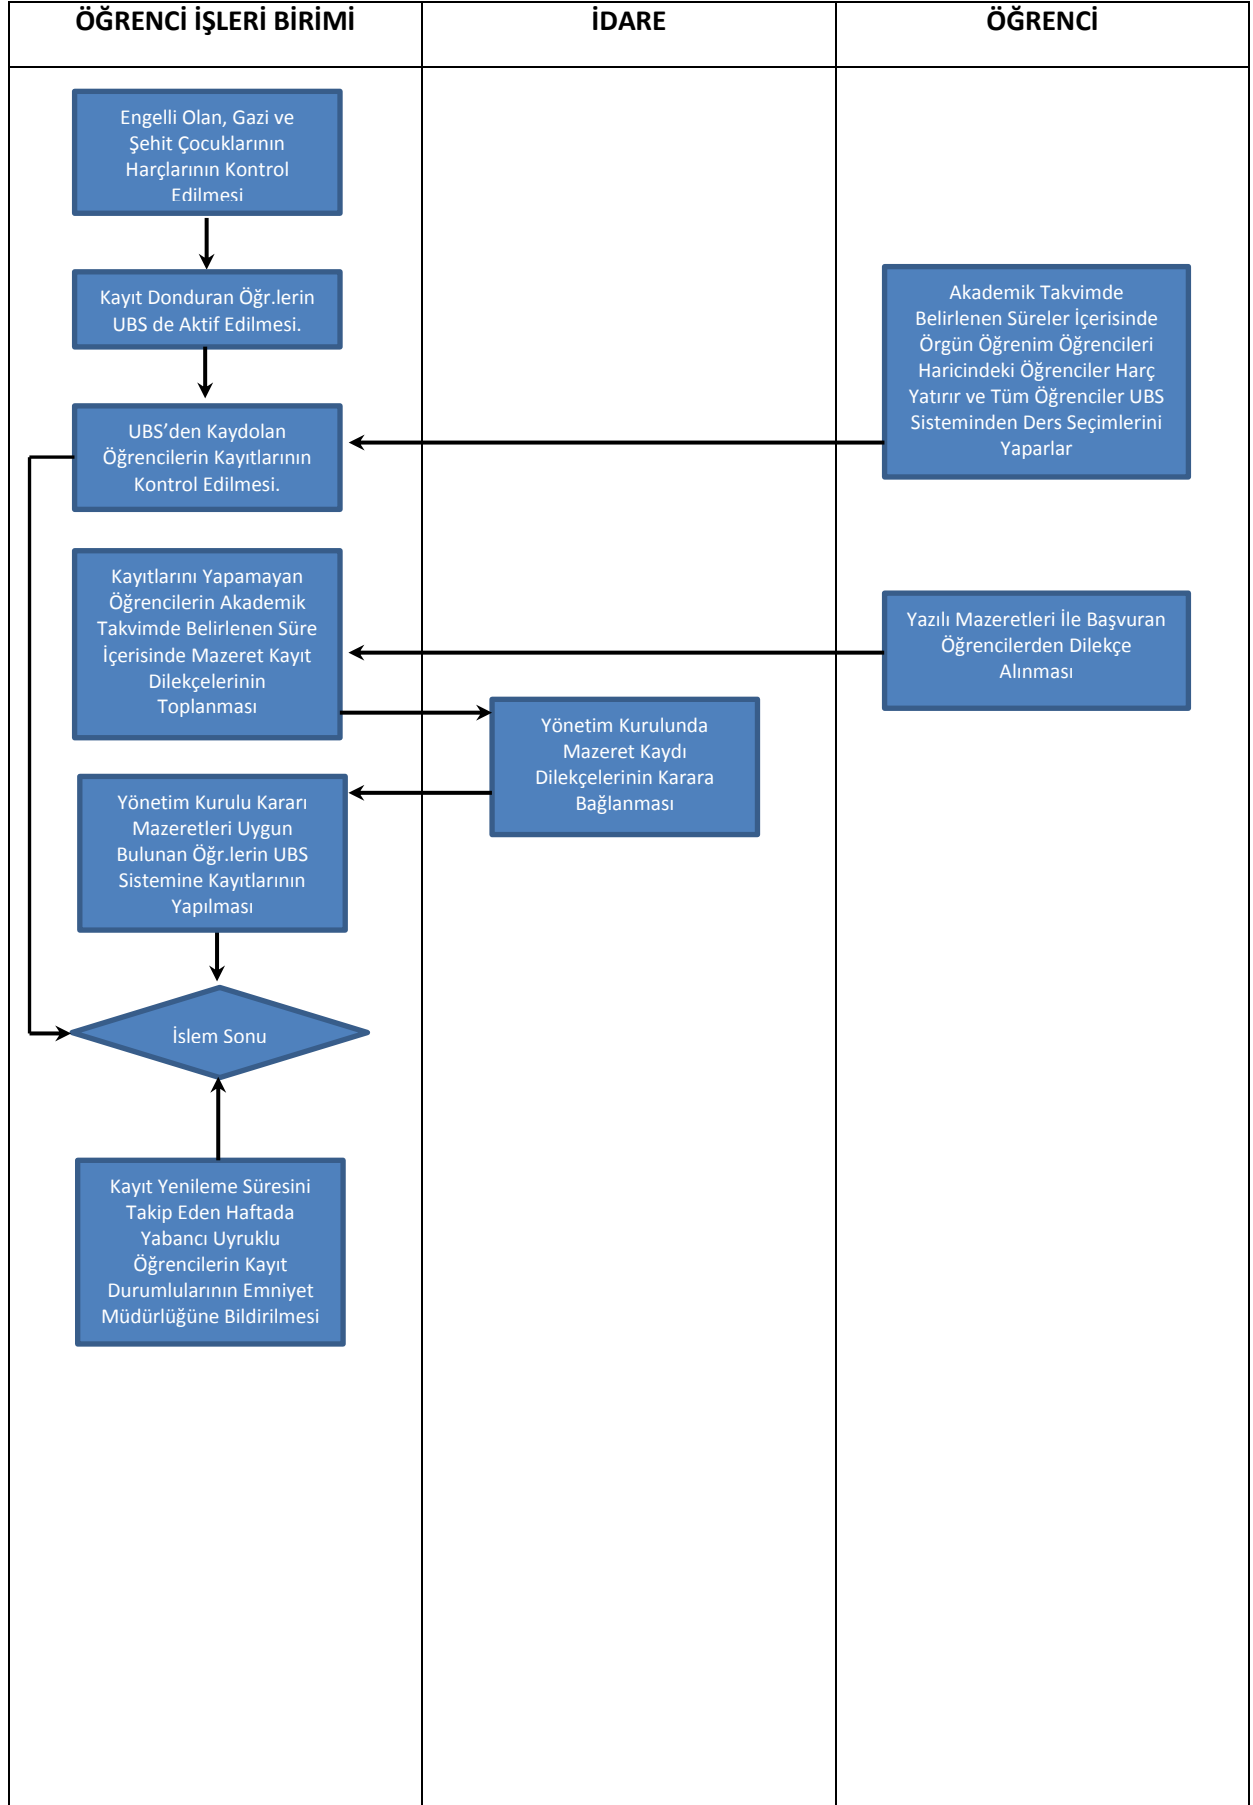 ÖĞRENCİ İŞLERİ BİRİMİ
İDARE
ÖĞRENCİ
Engelli Olan, Gazi ve
Şehit Çocuklarının
Harçlarının Kontrol
Edilmesi
Kayıt Donduran Öğr.lerin
UBS de Aktif Edilmesi.
Akademik Takvimde
Belirlenen Süreler İçerisinde
Örgün Öğrenim Öğrencileri
Haricindeki Öğrenciler Harç
Yatırır ve Tüm Öğrenciler UBS
Sisteminden Ders Seçimlerini
Yaparlar
UBS’den Kaydolan
Öğrencilerin Kayıtlarının
Kontrol Edilmesi.
Kayıtlarını Yapamayan
Öğrencilerin Akademik
Takvimde Belirlenen Süre
İçerisinde Mazeret Kayıt
Dilekçelerinin
Toplanması
Yazılı Mazeretleri İle Başvuran
Öğrencilerden Dilekçe
Alınması
Yönetim Kurulunda
Mazeret Kaydı
Dilekçelerinin Karara
Bağlanması
Yönetim Kurulu Kararı
Mazeretleri Uygun
Bulunan Öğr.lerin UBS
Sistemine Kayıtlarının
Yapılması
İslem Sonu
Kayıt Yenileme Süresini
Takip Eden Haftada
Yabancı Uyruklu
Öğrencilerin Kayıt
Durumlularının Emniyet
Müdürlüğüne Bildirilmesi